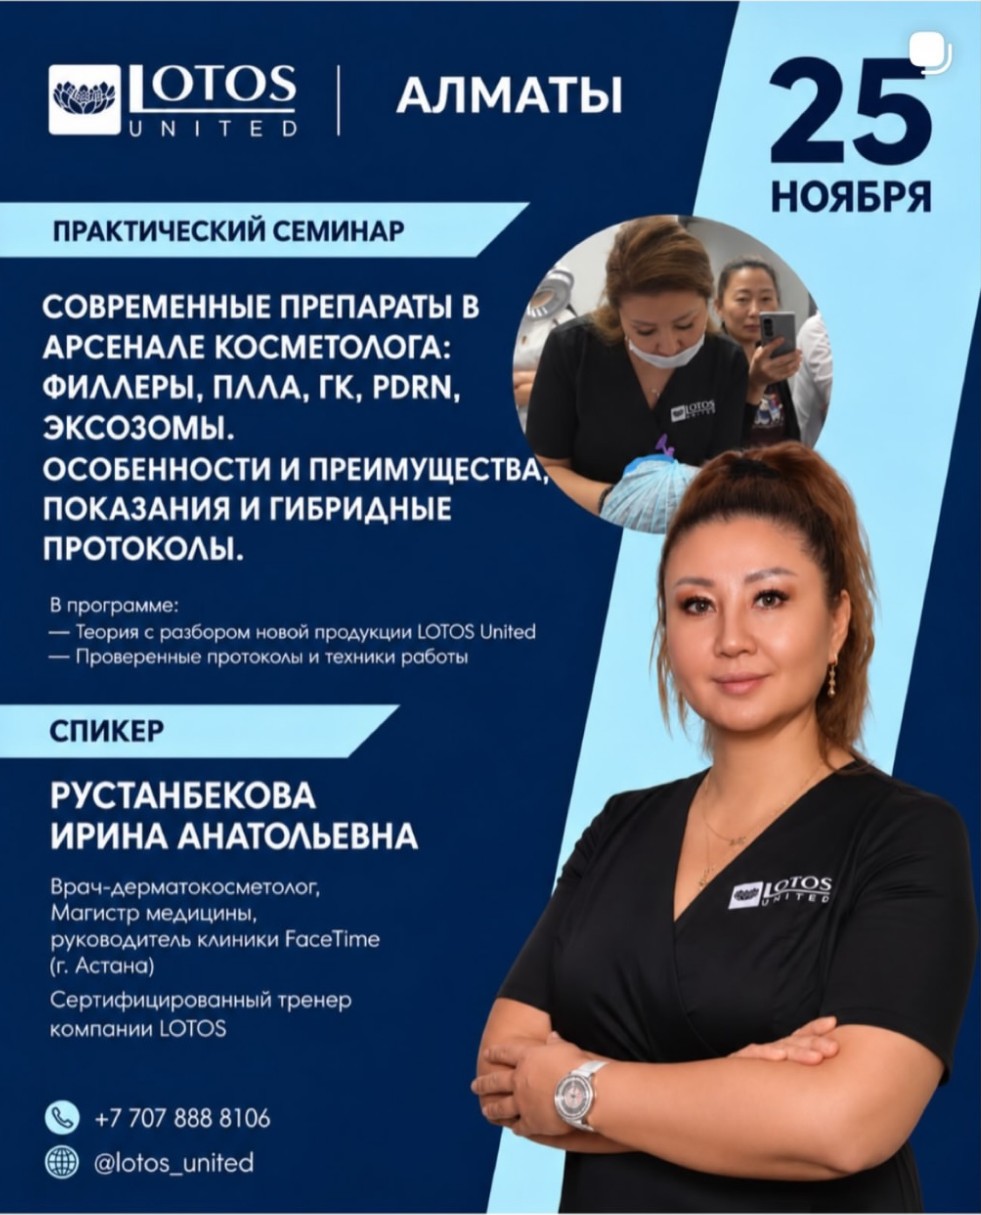 LOTOS
UNITED
АЛМАТЫ
25
НОЯБРЯ
ПРАКТИЧЕСКИЙ СЕМИНАР
СОВРЕМЕННЫЕ ПРЕПАРАТЫ В
АРСЕНАЛЕ КОСМЕТОЛОГА:
ФИЛЛЕРЫ, ПЛЛА, ГК, PDRN,
ЭКСОЗОМЫ.
ОСОБЕННОСТИ И ПРЕИМУЩЕСТВА,
ПОКАЗАНИЯ И ГИБРИДНЫЕ
ПРОТОКОЛЫ.
LOTOS
UNITED
В программе:
— Теория с разбором новой продукции LOTOS United
— Проверенные протоколы и техники работы
СПИКЕР
РУСТАНБЕКОВА
ИРИНА АНАТОЛЬЕВНА
Врач-дерматокосметолог,
Магистр медицины,
руководитель клиники FaceTime
(г. Астана)
Сертифицированный тренер
компании LOTOS
LOTOS
UNITED
+7 707 888 8106
@lotos_united